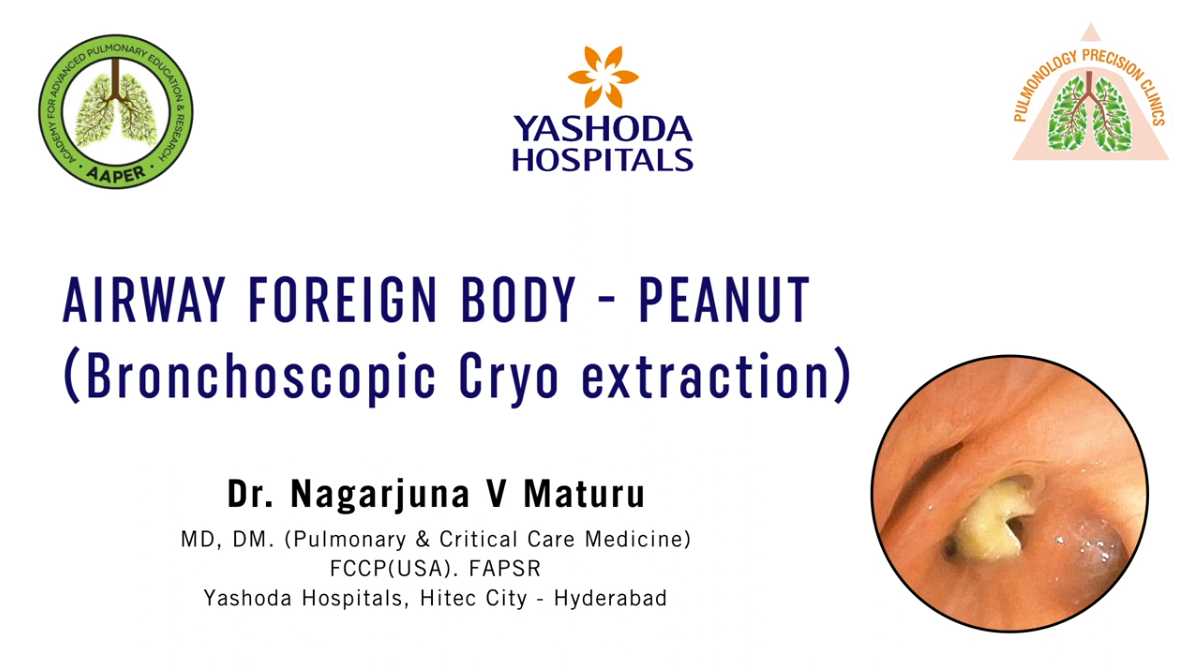 ACADEMY FOR ADVANCED PULMONARY EDUCATION & RESEARCH
AAPER
YASHODA
HOSPITALS
PULMONOLOGY PRECISION CLINICS
AIRWAY FOREIGN BODY - PEANUT
(Bronchoscopic Cryo extraction)
Dr. Nagarjuna V Maturu
MD, DM. (Pulmonary & Critical Care Medicine)
FCCP(USA). FAPSR
Yashoda Hospitals, Hitec City - Hyderabad